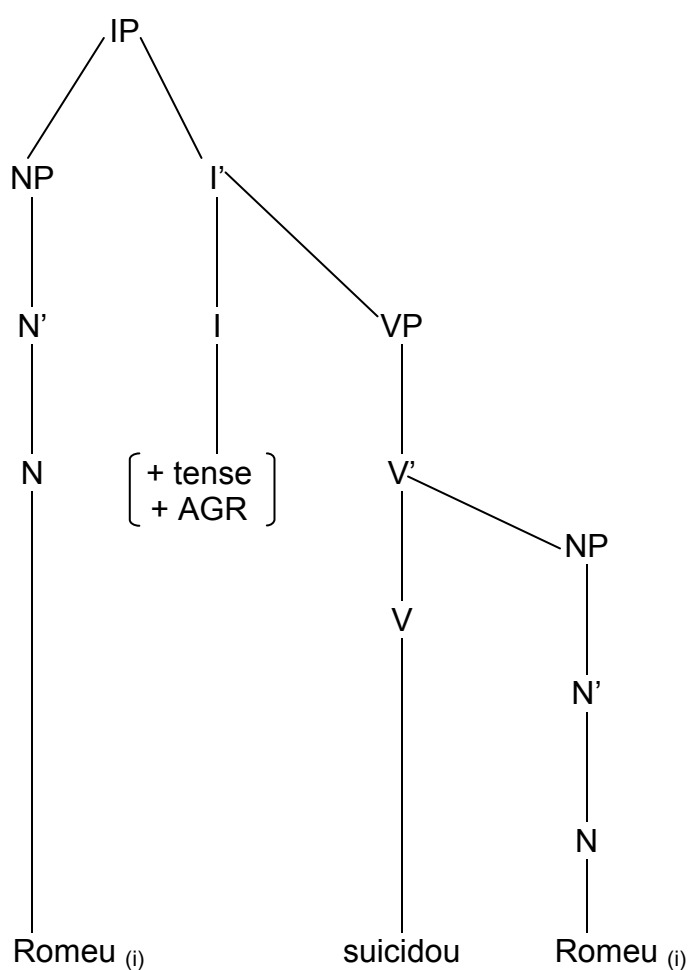 IP
NP I’
N’ I VP
N + tense V’
+ AGR
NP
V
N’
N
Romeu (i) suicidou Romeu (i)